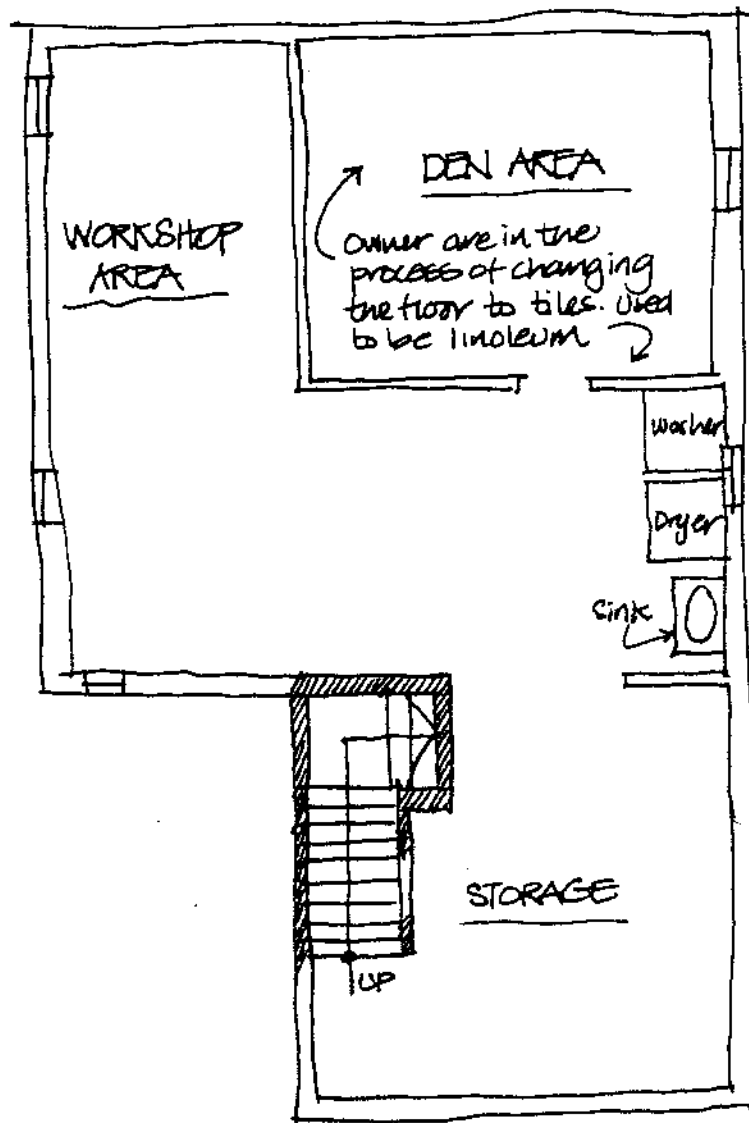 DEN AREA
WORKSHOP
AREA
owner are in the
process of changing
the floor to tiles. used
to be linoleum
washer
Dryer
Sink
STORAGE
UP